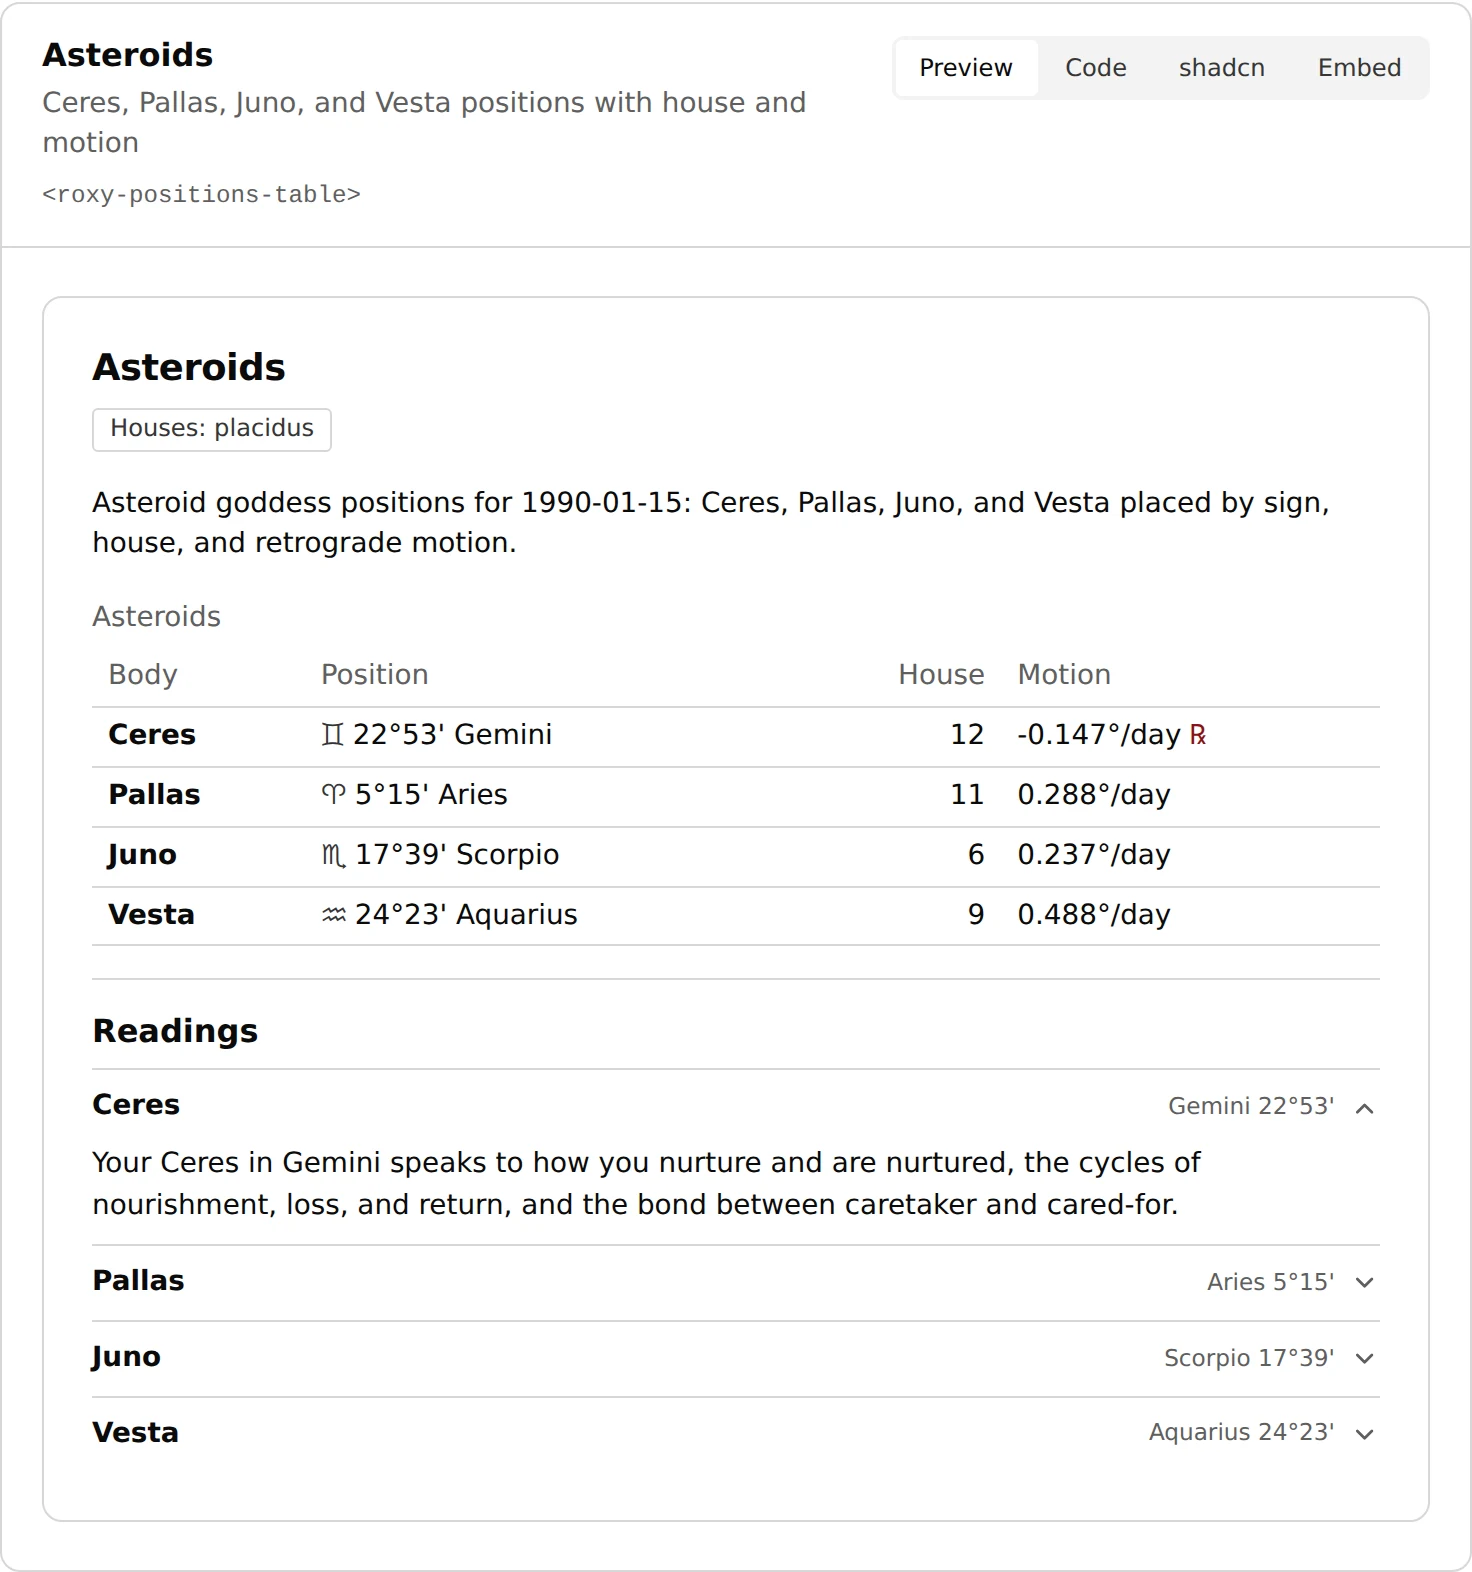 Asteroids
Ceres, Pallas, Juno, and Vesta positions with house and
motion
<roxy-positions-table>
Preview Code shadcn Embed
Asteroids
Houses: placidus
Asteroid goddess positions for 1990-01-15: Ceres, Pallas, Juno, and Vesta placed by sign,
house, and retrograde motion.
Asteroids
Body Position House Motion
Ceres ♊ 22°53' Gemini 12 -0.147°/day ℞
Pallas ♈ 5°15' Aries 11 0.288°/day
Juno ♏ 17°39' Scorpio 6 0.237°/day
Vesta ♒ 24°23' Aquarius 9 0.488°/day
Readings
Ceres Gemini 22°53'
Your Ceres in Gemini speaks to how you nurture and are nurtured, the cycles of
nourishment, loss, and return, and the bond between caretaker and cared-for.
Pallas Aries 5°15'
Juno Scorpio 17°39'
Vesta Aquarius 24°23'